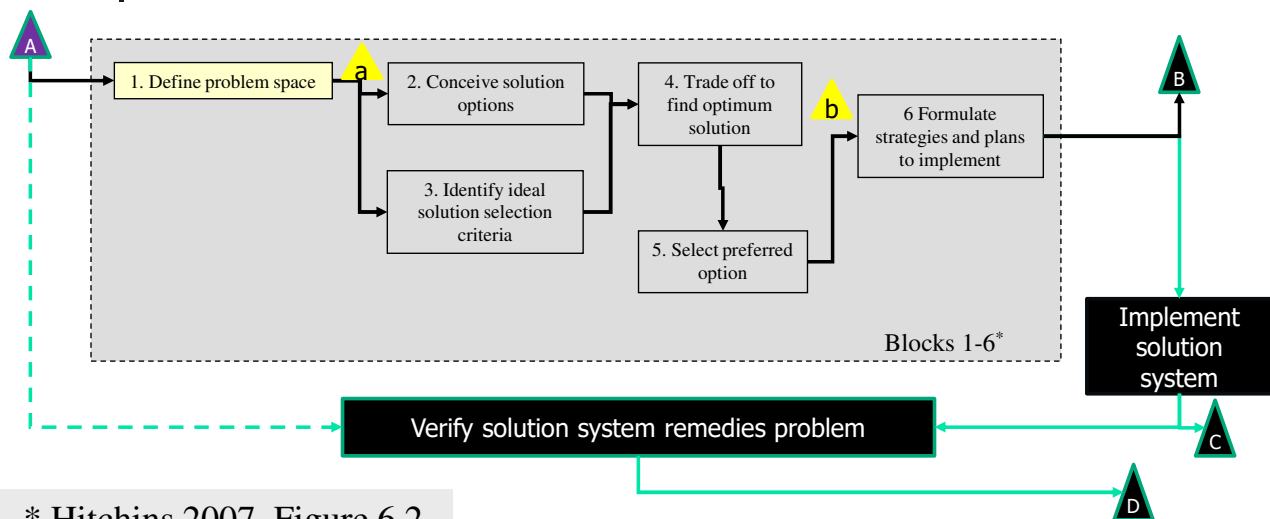 A
1. Define problem space
a
2. Conceive solution
options
3. Identify ideal
solution selection
criteria
4. Trade off to
find optimum
solution
5. Select preferred
option
b
6 Formulate
strategies and plans
to implement
B
Blocks 1-6*
Implement
solution
system
Verify solution system remedies problem
C
D
* Hitchins 2007, Figure 6.2